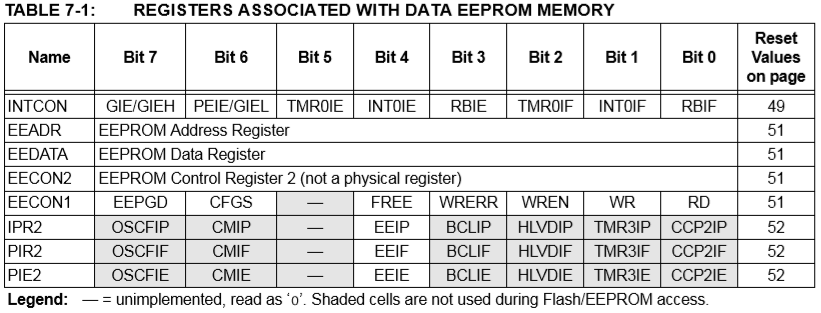 TABLE 7-1: REGISTERS ASSOCIATED WITH DATA EEPROM MEMORY
Name Bit 7 Bit 6 Bit 5 Bit 4 Bit 3 Bit 2 Bit 1 Bit 0 Reset Values on page
INTCON GIE/GIEH PEIE/GIEL TMR0IE INT0IE RBIE TMR0IF INT0IF RBIF 49
EEADR EEPROM Address Register 51
EEDATA EEPROM Data Register 51
EECON2 EEPROM Control Register 2 (not a physical register) 51
EECON1 EEPGD CFGS — FREE WRERR WREN WR RD 51
IPR2 OSCFIP CMIP — EEIP BCLIP HLVDIP TMR3IP CCP2IP 52
PIR2 OSCFIF CMIF — EEIF BCLIF HLVDIF TMR3IF CCP2IF 52
PIE2 OSCFIE CMIE — EEIE BCLIE HLVDIE TMR3IE CCP2IE 52
Legend: — = unimplemented, read as ‘0’. Shaded cells are not used during Flash/EEPROM access.